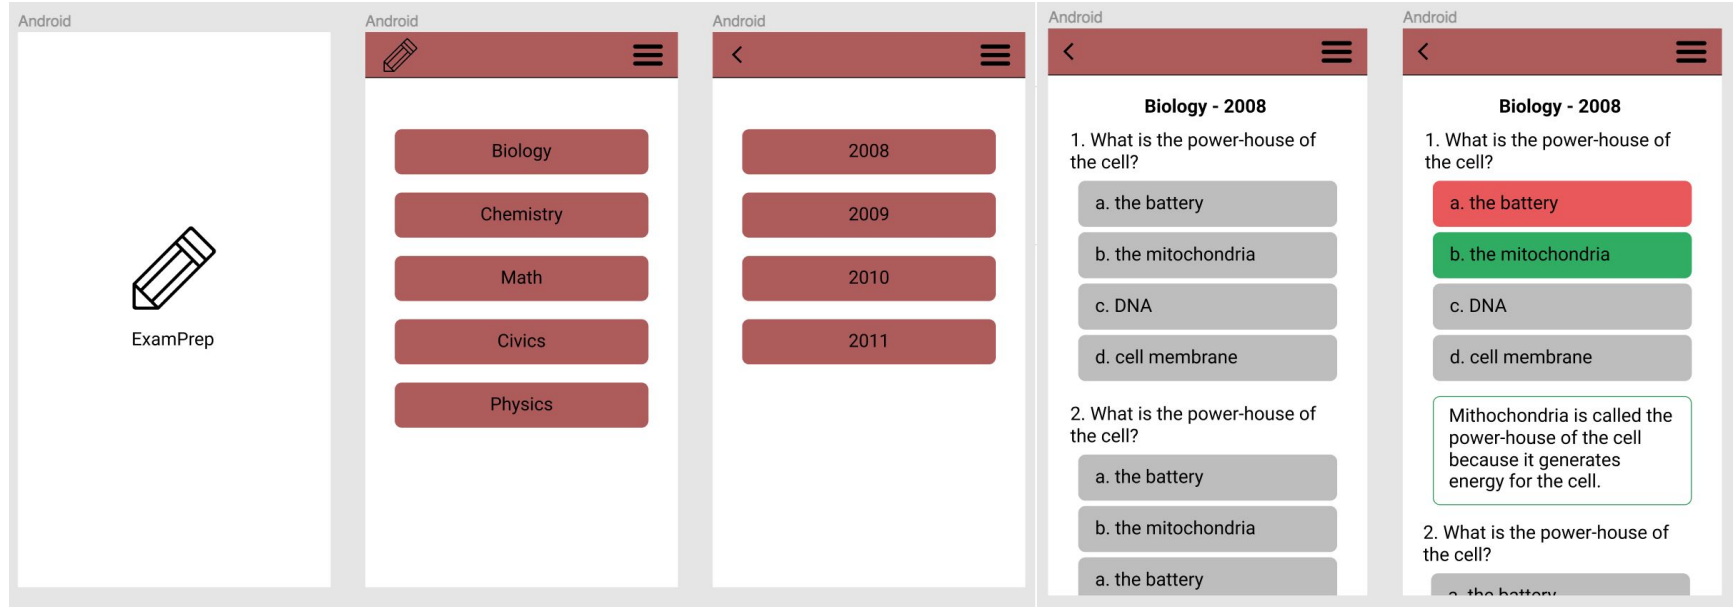 Android
ExamPrep
Android
Biology
Chemistry
Math
Civics
Physics
Android
2008
2009
2010
2011
Android
Biology - 2008
1. What is the power-house of
the cell?
a. the battery
b. the mitochondria
c. DNA
d. cell membrane
2. What is the power-house of
the cell?
a. the battery
b. the mitochondria
a. the battery
Android
Biology - 2008
1. What is the power-house of
the cell?
a. the battery
b. the mitochondria
c. DNA
d. cell membrane
Mithochondria is called the
power-house of the cell
because it generates
energy for the cell.
2. What is the power-house of
the cell?
a. the battery